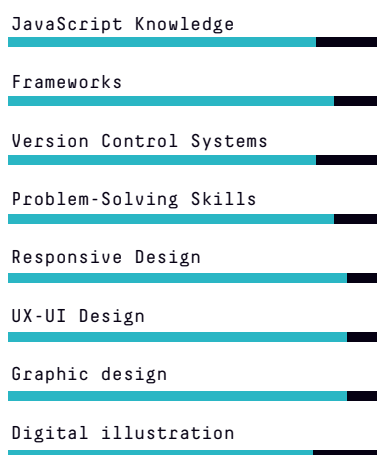 JavaScript Knowledge
Frameworks
Version Control Systems
Problem-Solving Skills
Responsive Design
UX-UI Design
Graphic design
Digital illustration